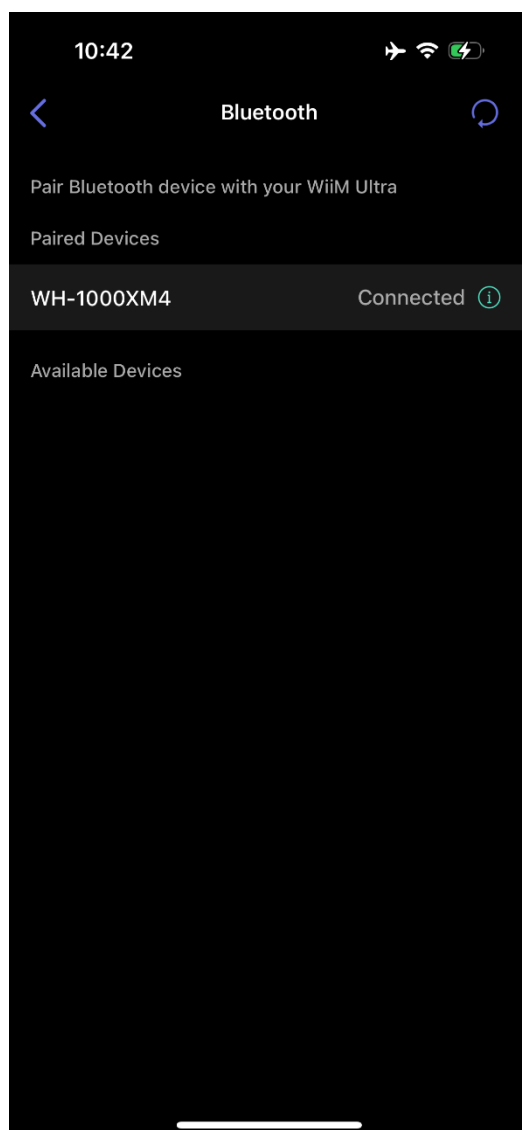 10:42
Bluetooth
Pair Bluetooth device with your WiiM Ultra
Paired Devices
WH-1000XM4 Connected
Available Devices